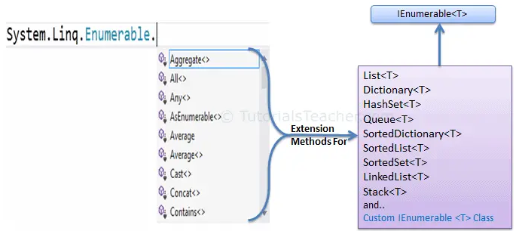 System.Linq.Enumerable.
Aggregate<>
All<>
Any<>
AsEnumerable<>
Average
Average<>
Cast<>
Concat<>
Contains<>
© TutorialsTeacher
Extension
Methods For
IEnumerable<T>
List<T>
Dictionary<T>
HashSet<T>
Queue<T>
SortedDictionary<T>
SortedList<T>
SortedSet<T>
LinkedList<T>
Stack<T>
and..
Custom IEnumerable <T> Class